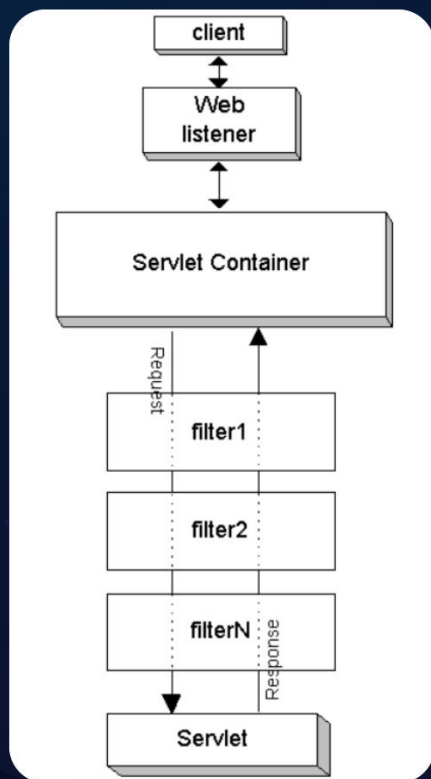 client
Web
listener
Servlet Container
Request
filter1
filter2
filterN
Response
Servlet